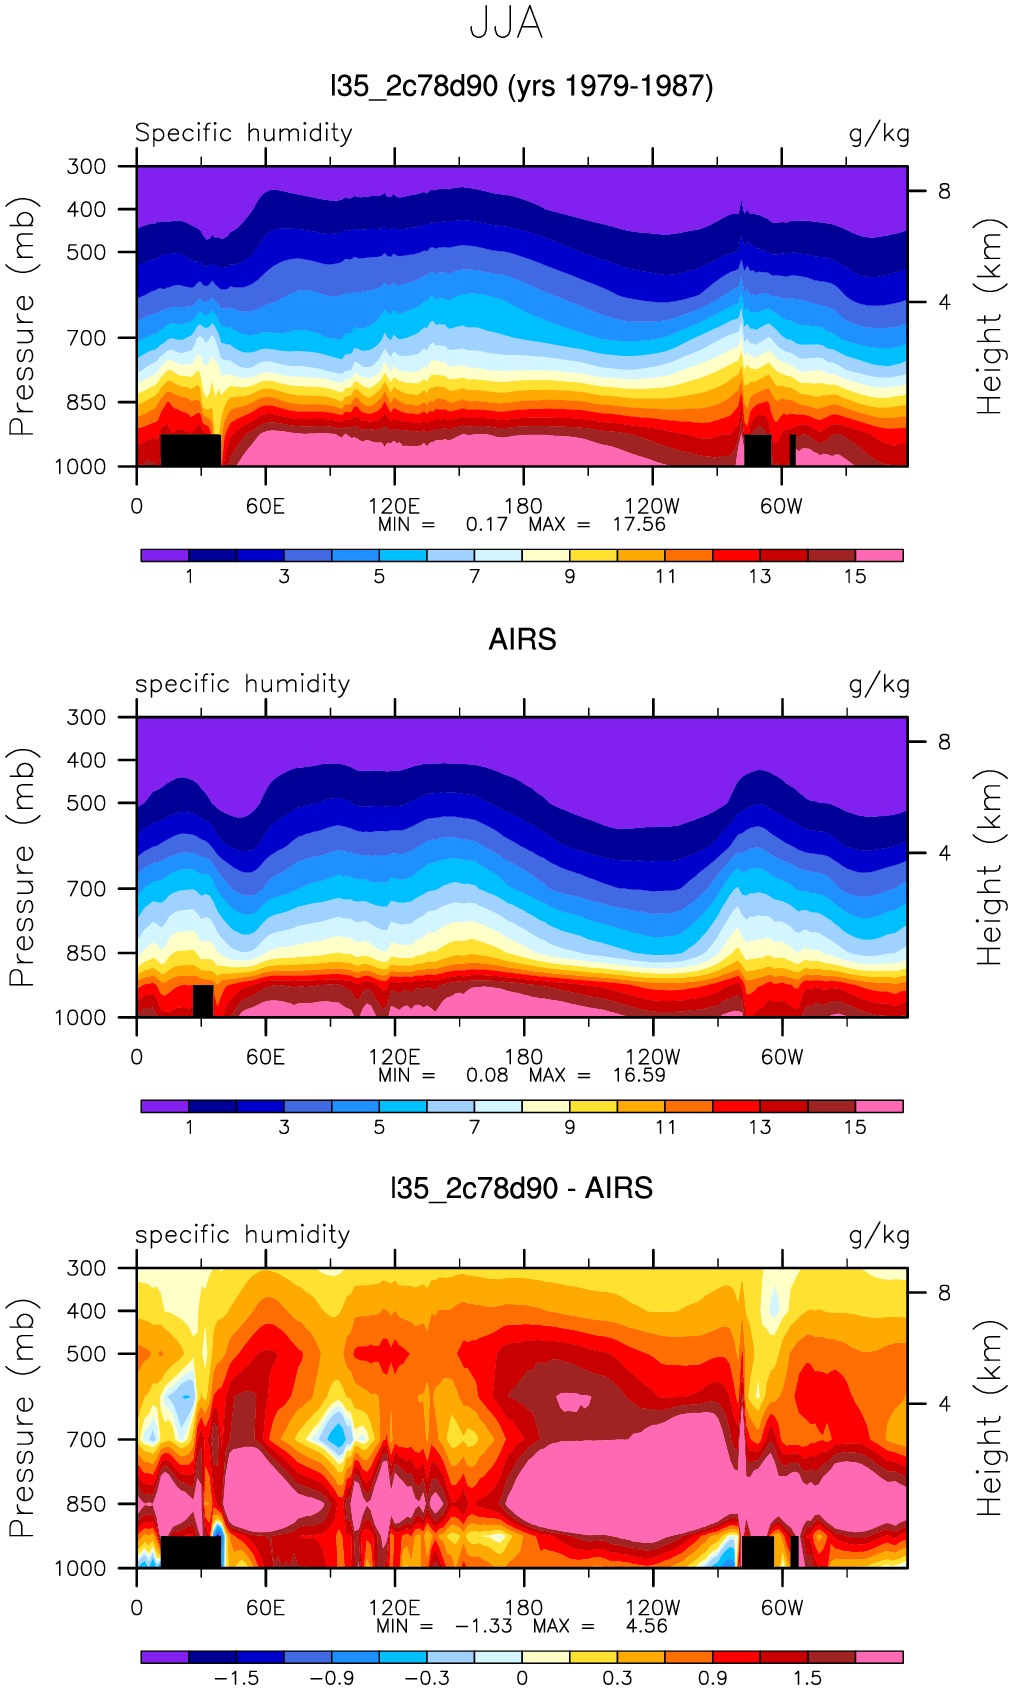 JJA
l35_2c78d90 (yrs 1979-1987)
Specific humidity g/kg
300
400
500
700
850
1000
Pressure (mb)
8
4
Height (km)
0 60E 120E 180 120W 60W
MIN = 0.17 MAX = 17.56
1 3 5 7 9 11 13 15
AIRS
specific humidity g/kg
300
400
500
700
850
1000
Pressure (mb)
8
4
Height (km)
0 60E 120E 180 120W 60W
MIN = 0.08 MAX = 16.59
1 3 5 7 9 11 13 15
l35_2c78d90 - AIRS
specific humidity g/kg
300
400
500
700
850
1000
Pressure (mb)
8
4
Height (km)
0 60E 120E 180 120W 60W
MIN = -1.33 MAX = 4.56
-1.5 -0.9 -0.3 0 0.3 0.9 1.5